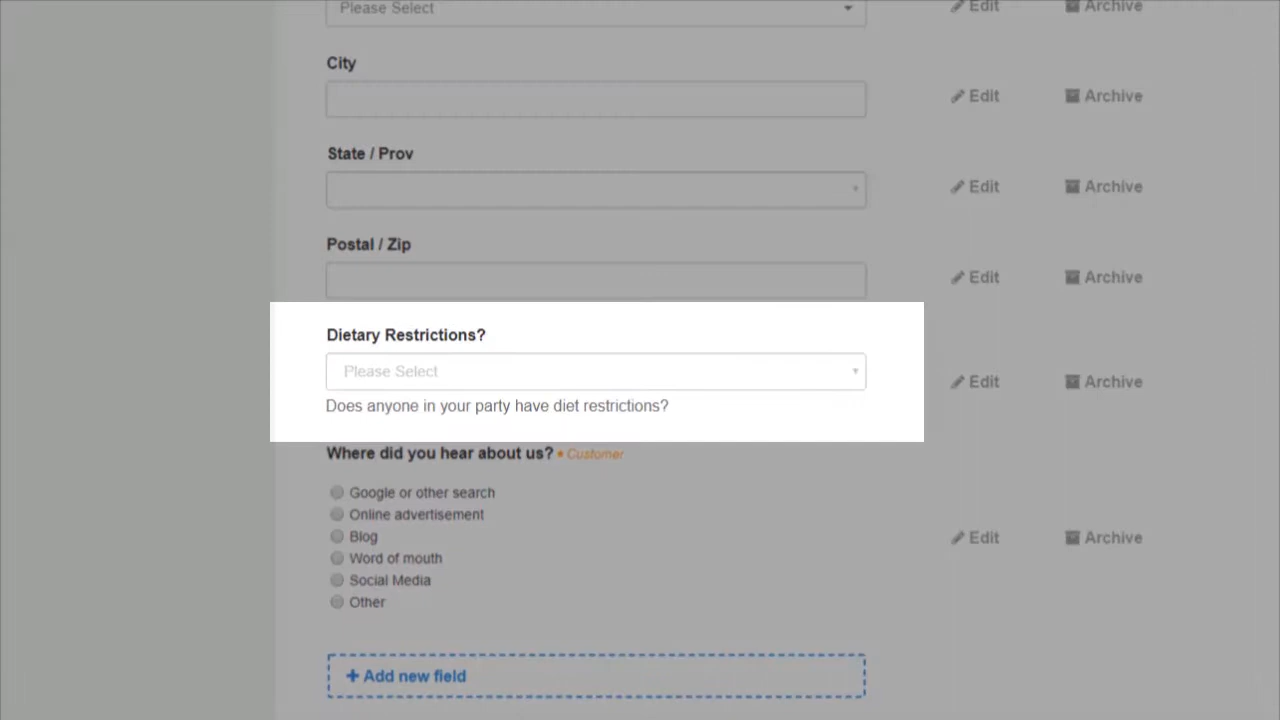 Please Select
Edit Archive
City
Edit Archive
State / Prov
Edit Archive
Postal / Zip
Edit Archive
Dietary Restrictions?
Please Select
Edit Archive
Does anyone in your party have diet restrictions?
Where did you hear about us? * Customer
Google or other search
Online advertisement
Blog
Edit Archive
Word of mouth
Social Media
Other
+ Add new field